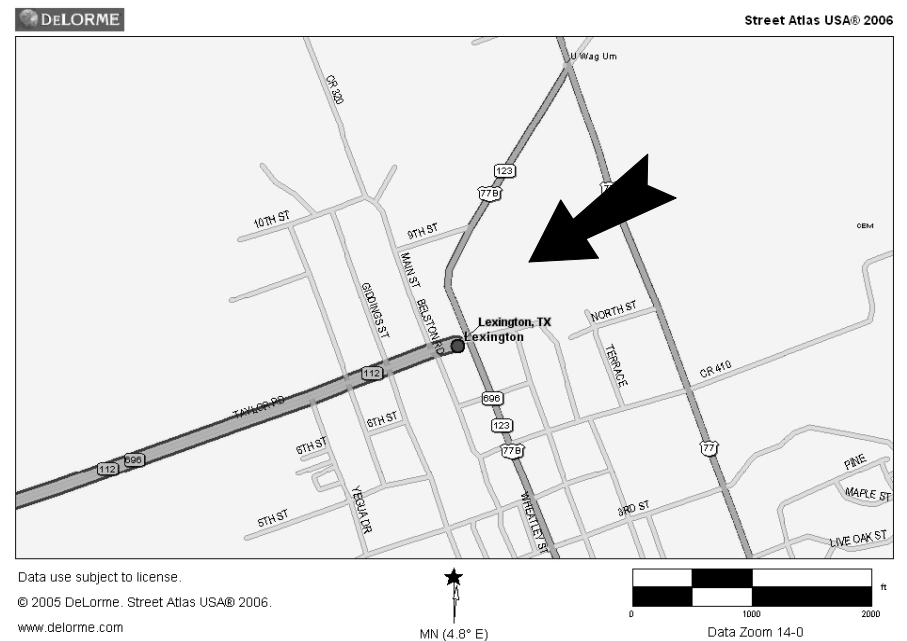 DELORME
Street Atlas USA® 2006
U Wag Um
CR 320
123
77B
10TH ST
9TH ST
CEM
MAIN ST
GIDDINGS ST
BELSTON RD
NORTH ST
Lexington, TX
Lexington
TERRACE
CR 410
112
696
TAYLOR RD
123
6TH ST
6TH ST
77B
77
112
696
PINE
MAPLE ST
YEGUA DR
WHEATLEY ST
3RD ST
5TH ST
LIVE OAK ST
Data use subject to license.
© 2005 DeLorme. Street Atlas USA® 2006.
www.delorme.com
MN (4.8° E)
ft
0 1000 2000
Data Zoom 14-0